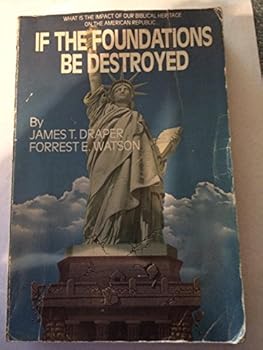 WHAT IS THE IMPACT OF OUR BIBLICAL HERITAGE
ON THE AMERICAN REPUBLIC...
IF THE FOUNDATIONS
BE DESTROYED
By
JAMES T. DRAPER
FORREST E. WATSON